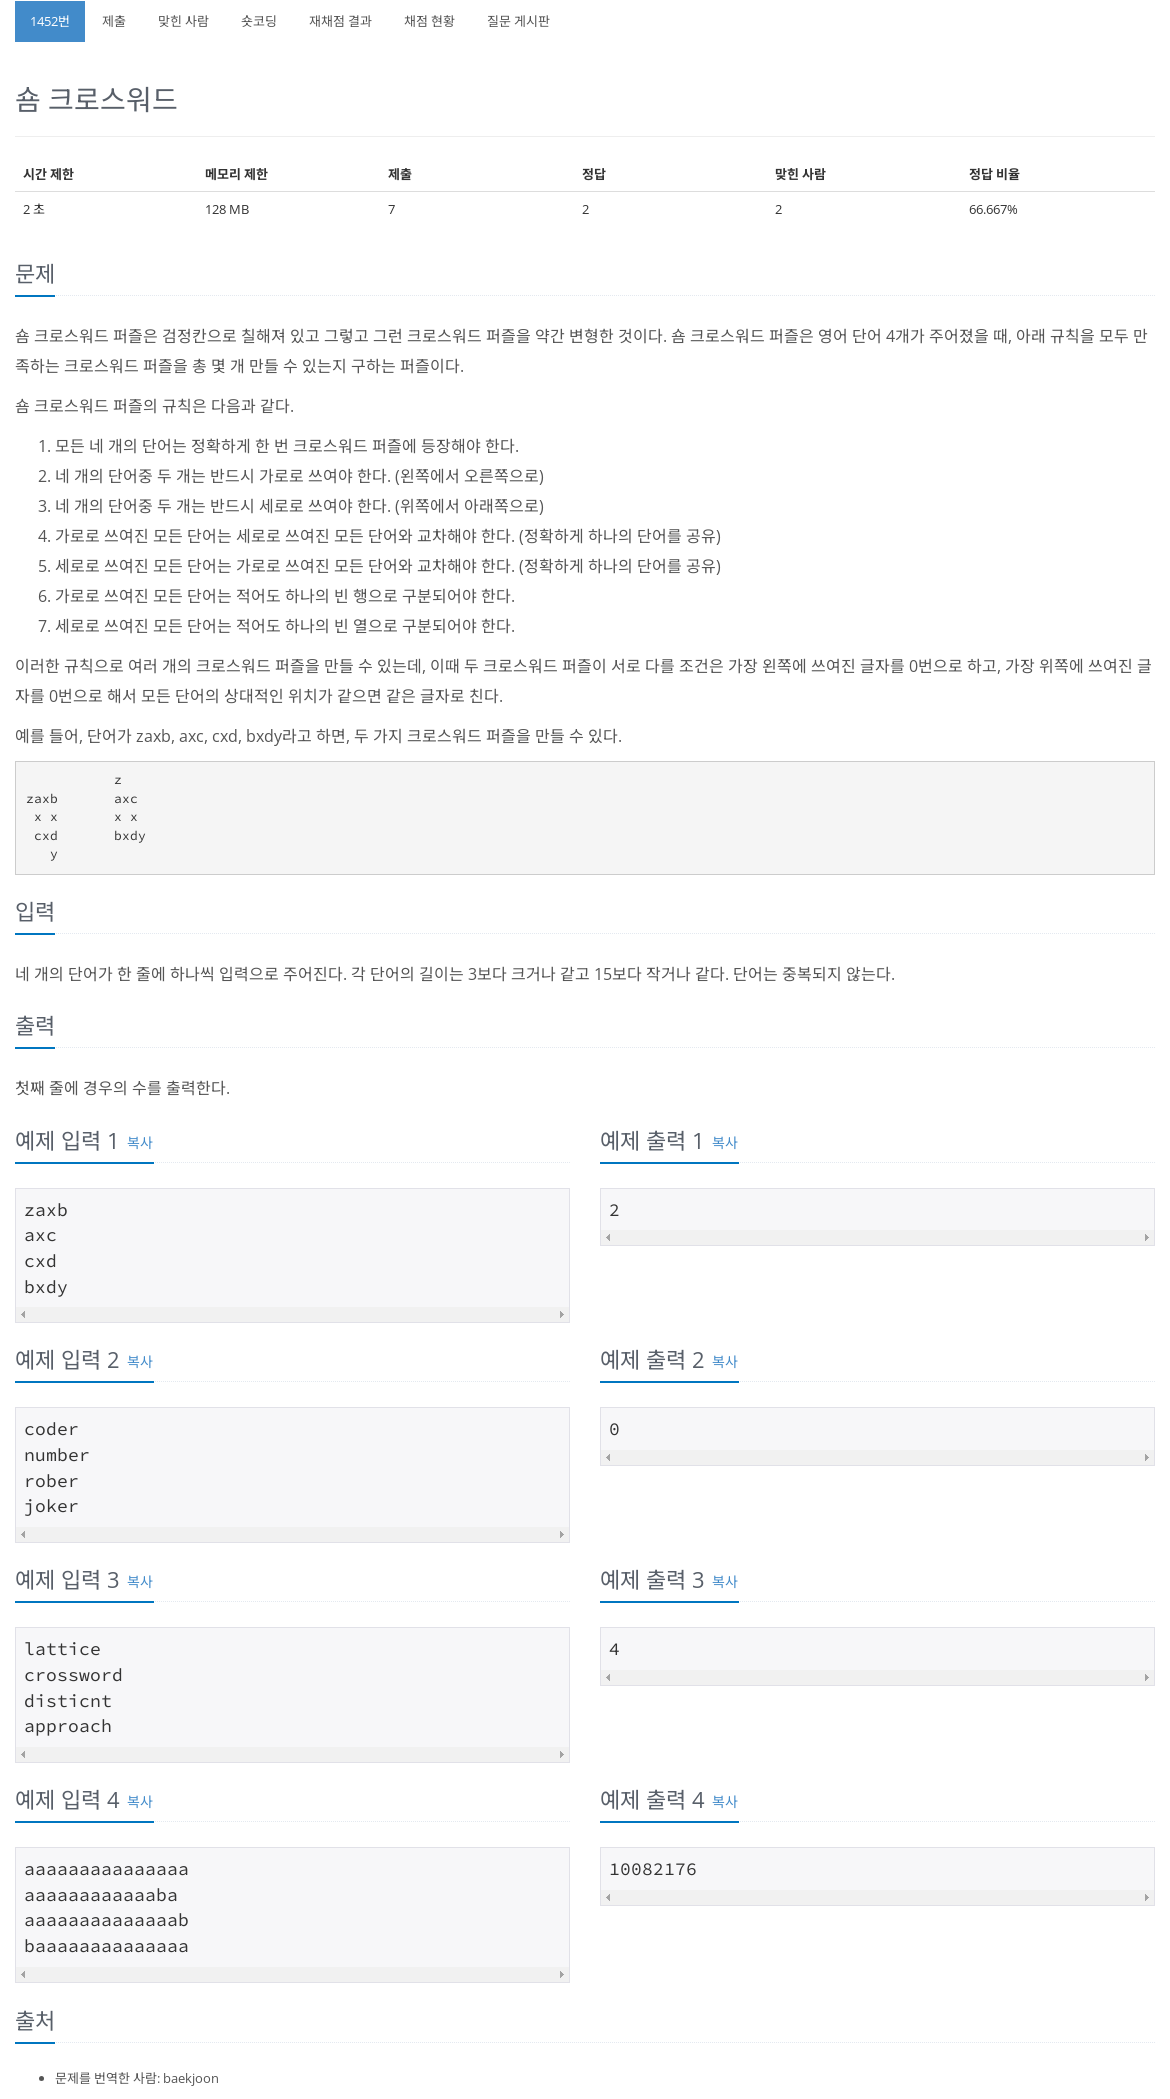 1452번 제출 맞힌 사람 숏코딩 재채점 결과 채점 현황 질문 게시판
숌 크로스워드
시간 제한 메모리 제한 제출 정답 맞힌 사람 정답 비율
2 초 128 MB 7 2 2 66.667%
문제
숌 크로스워드 퍼즐은 검정칸으로 칠해져 있고 그렇고 그런 크로스워드 퍼즐을 약간 변형한 것이다. 숌 크로스워드 퍼즐은 영어 단어 4개가 주어졌을 때, 아래 규칙을 모두 만
족하는 크로스워드 퍼즐을 총 몇 개 만들 수 있는지 구하는 퍼즐이다.
숌 크로스워드 퍼즐의 규칙은 다음과 같다.
1. 모든 네 개의 단어는 정확하게 한 번 크로스워드 퍼즐에 등장해야 한다.
2. 네 개의 단어중 두 개는 반드시 가로로 쓰여야 한다. (왼쪽에서 오른쪽으로)
3. 네 개의 단어중 두 개는 반드시 세로로 쓰여야 한다. (위쪽에서 아래쪽으로)
4. 가로로 쓰여진 모든 단어는 세로로 쓰여진 모든 단어와 교차해야 한다. (정확하게 하나의 단어를 공유)
5. 세로로 쓰여진 모든 단어는 가로로 쓰여진 모든 단어와 교차해야 한다. (정확하게 하나의 단어를 공유)
6. 가로로 쓰여진 모든 단어는 적어도 하나의 빈 행으로 구분되어야 한다.
7. 세로로 쓰여진 모든 단어는 적어도 하나의 빈 열으로 구분되어야 한다.
이러한 규칙으로 여러 개의 크로스워드 퍼즐을 만들 수 있는데, 이때 두 크로스워드 퍼즐이 서로 다를 조건은 가장 왼쪽에 쓰여진 글자를 0번으로 하고, 가장 위쪽에 쓰여진 글
자를 0번으로 해서 모든 단어의 상대적인 위치가 같으면 같은 글자로 친다.
예를 들어, 단어가 zaxb, axc, cxd, bxdy라고 하면, 두 가지 크로스워드 퍼즐을 만들 수 있다.
z
zaxb axc
x x x x
cxd bxdy
y
입력
네 개의 단어가 한 줄에 하나씩 입력으로 주어진다. 각 단어의 길이는 3보다 크거나 같고 15보다 작거나 같다. 단어는 중복되지 않는다.
출력
첫째 줄에 경우의 수를 출력한다.
예제 입력 1 복사 예제 출력 1 복사
zaxb 2
axc
cxd
bxdy
예제 입력 2 복사 예제 출력 2 복사
coder 0
number
rober
joker
예제 입력 3 복사 예제 출력 3 복사
lattice 4
crossword
disticnt
approach
예제 입력 4 복사 예제 출력 4 복사
aaaaaaaaaaaaaaa 10082176
aaaaaaaaaaaaba
aaaaaaaaaaaaaab
baaaaaaaaaaaaaa
출처
문제를 번역한 사람: baekjoon